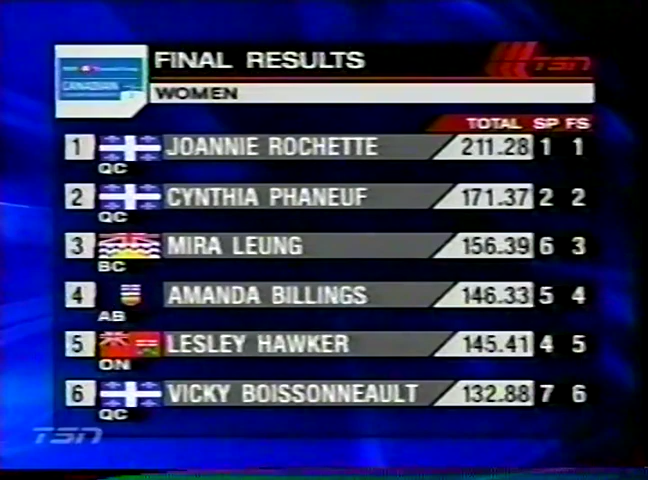 FINAL RESULTS
TSN
CANADIAN
WOMEN
TOTAL SP FS
1 QC JOANNIE ROCHETTE 211.28 1 1
2 QC CYNTHIA PHANEUF 171.37 2 2
3 BC MIRA LEUNG 156.39 6 3
4 AB AMANDA BILLINGS 146.33 5 4
5 ON LESLEY HAWKER 145.41 4 5
6 QC VICKY BOISSONNEAULT 132.88 7 6
TSN